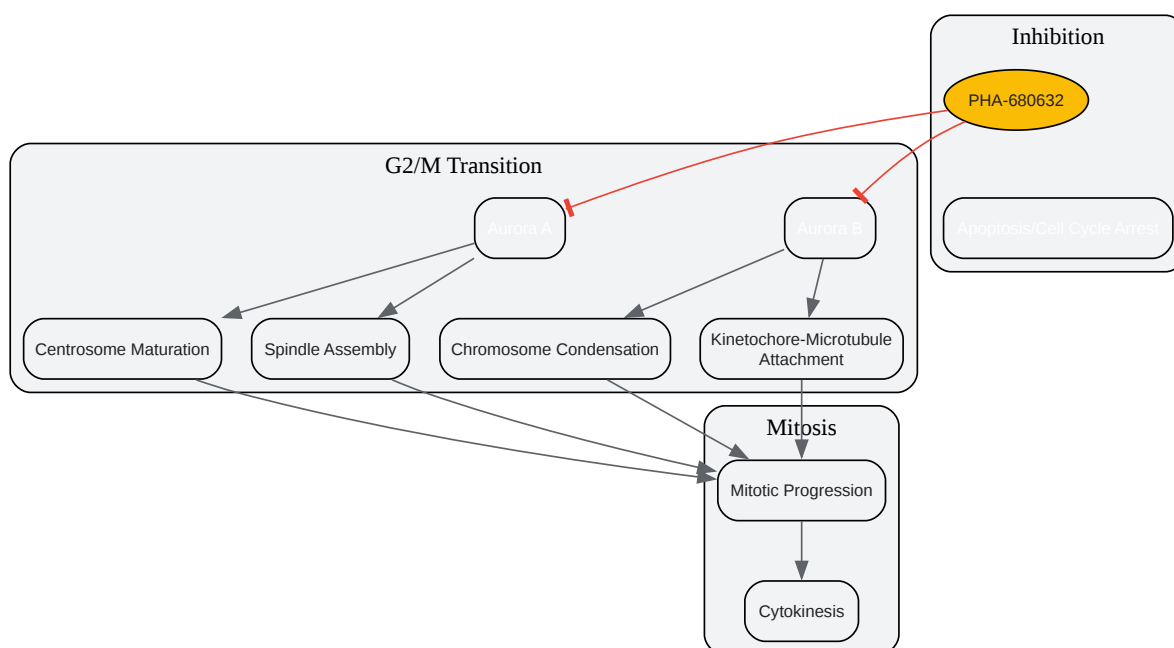 Inhibition
PHA-680632
G2/M Transition
Aurora A
Aurora B
Apoptosis/Cell Cycle Arrest
Centrosome Maturation
Spindle Assembly
Chromosome Condensation
Kinetochore-Microtubule
Attachment
Mitosis
Mitotic Progression
Cytokinesis